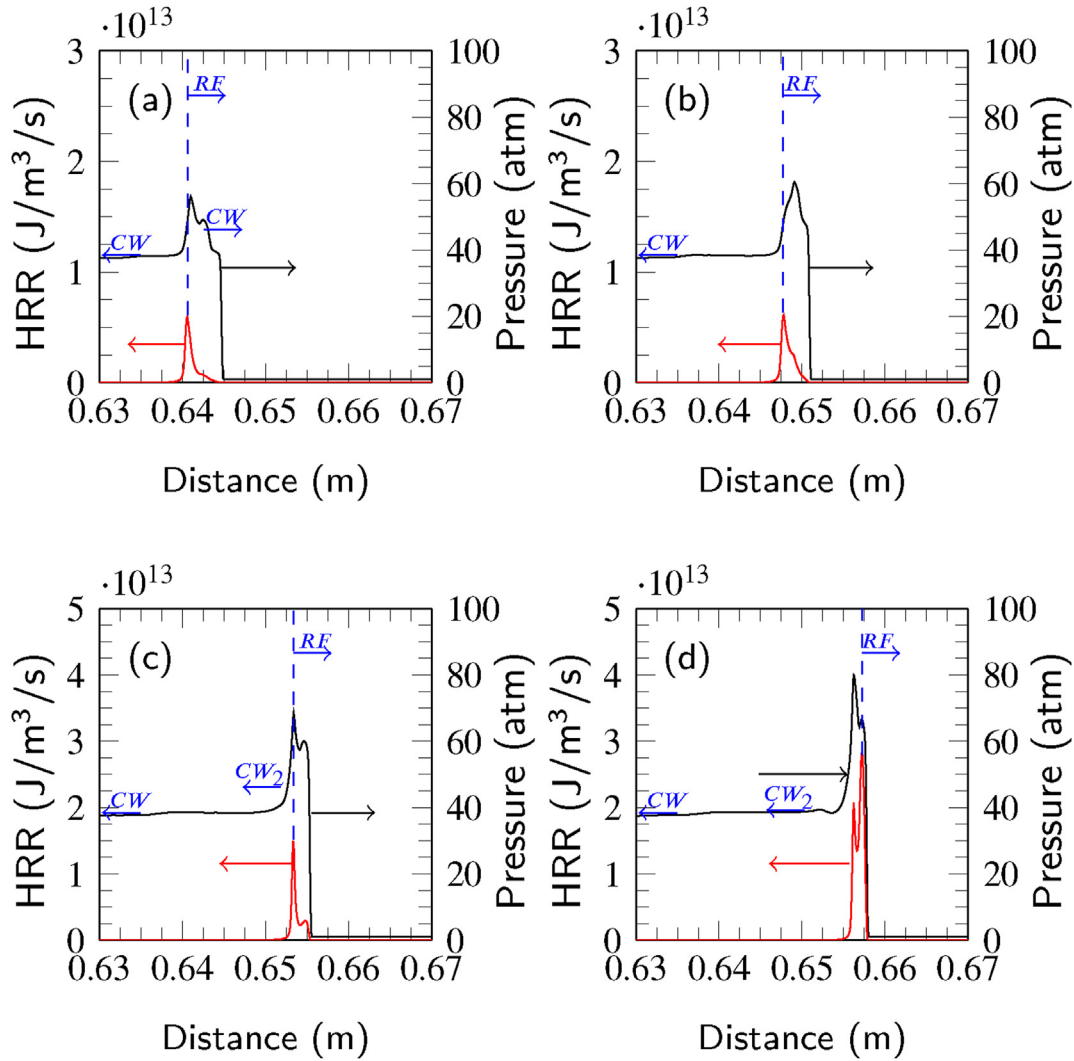 ·10^13
3
2
1
0
HRR (J/m³/s)
(a)
RF
CW
CW
100
80
60
40
20
0
Pressure (atm)
0.63 0.64 0.65 0.66 0.67
Distance (m)
·10^13
3
2
1
0
HRR (J/m³/s)
(b)
RF
CW
100
80
60
40
20
0
Pressure (atm)
0.63 0.64 0.65 0.66 0.67
Distance (m)
·10^13
5
4
3
2
1
0
HRR (J/m³/s)
(c)
RF
CW₂
CW
100
80
60
40
20
0
Pressure (atm)
0.63 0.64 0.65 0.66 0.67
Distance (m)
·10^13
5
4
3
2
1
0
HRR (J/m³/s)
(d)
RF
CW₂
CW
100
80
60
40
20
0
Pressure (atm)
0.63 0.64 0.65 0.66 0.67
Distance (m)